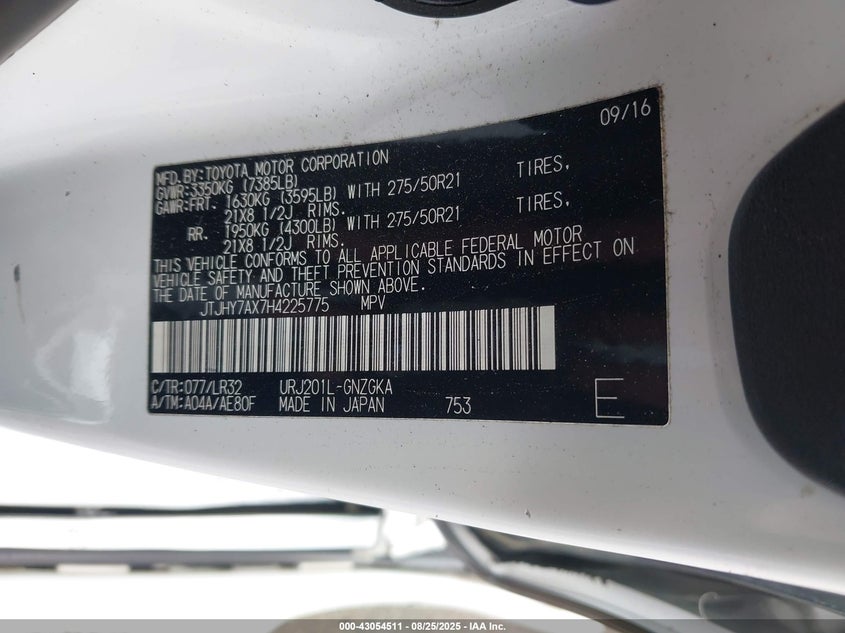 09/16
MFD. BY: TOYOTA MOTOR CORPORATION
GVWR: 3350KG (7385LB)
GAWR: FRT. 1630KG (3595LB) WITH 275/50R21 TIRES,
21X8 1/2J RIMS.
RR. 1950KG (4300LB) WITH 275/50R21 TIRES,
21X8 1/2J RIMS.
THIS VEHICLE CONFORMS TO ALL APPLICABLE FEDERAL MOTOR
VEHICLE SAFETY AND THEFT PREVENTION STANDARDS IN EFFECT ON
THE DATE OF MANUFACTURE SHOWN ABOVE.
JTJHY7AX7H4225775 MPV
C/TR: 077/LR32 URJ201L-GNZGKA
A/TM: A04A/AE80F MADE IN JAPAN 753 E
000-43054511 - 08/25/2025 - IAA Inc.